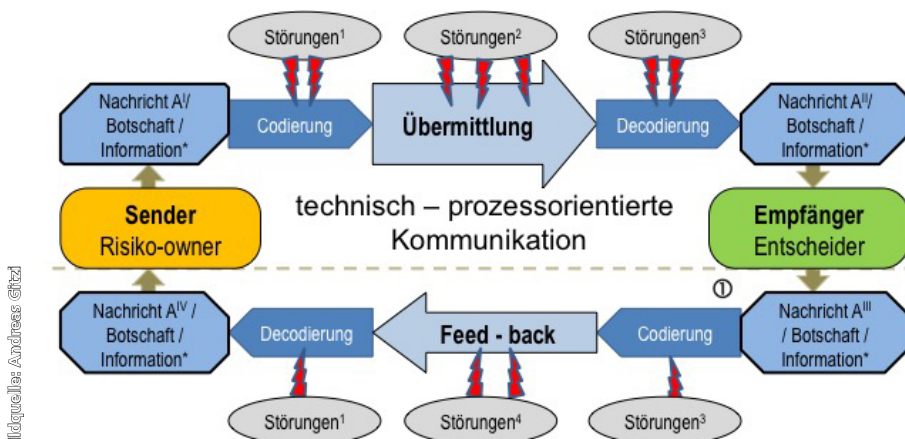 Störungen¹
Störungen²
Störungen³
Nachricht Aᴵ/
Botschaft /
Information*
Codierung
Übermittlung
Decodierung
Nachricht Aᴵᴵ/
Botschaft /
Information*
Sender
Risiko-owner
technisch – prozessorientierte
Kommunikation
Empfänger
Entscheider
Nachricht Aᴵⱽ /
Botschaft /
Information*
Decodierung
Feed - back
Codierung
①
Nachricht Aᴵᴵᴵ
/ Botschaft /
Information*
Störungen¹
Störungen⁴
Störungen³
ldquelle: Andreas Gitzi